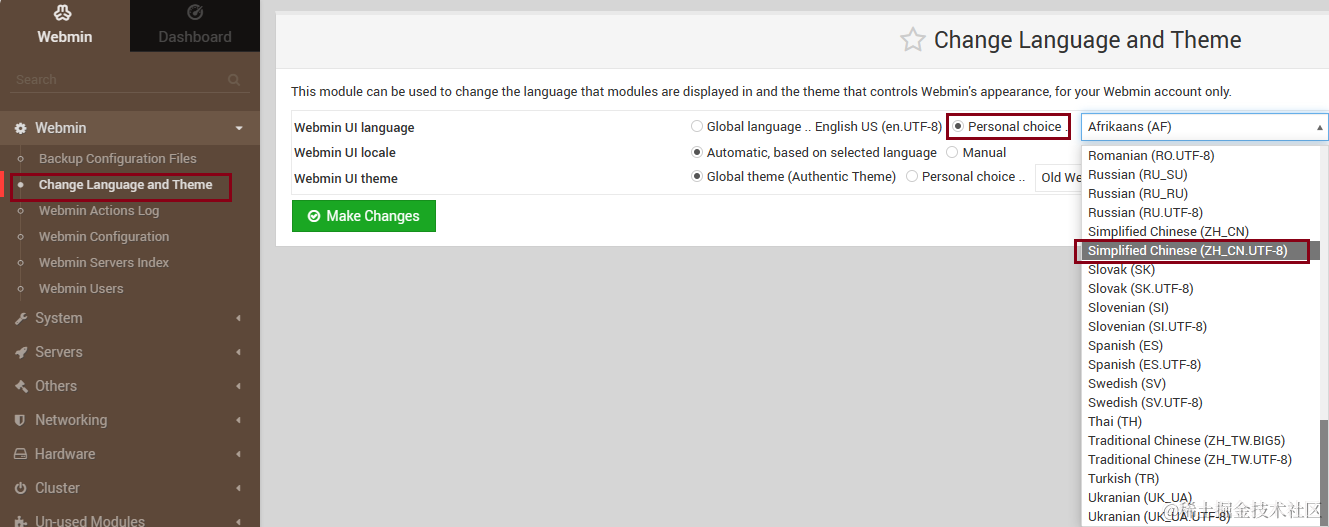 Webmin
Dashboard
Search
Webmin
Backup Configuration Files
Change Language and Theme
Webmin Actions Log
Webmin Configuration
Webmin Servers Index
Webmin Users
System
Servers
Others
Networking
Hardware
Cluster
Un-used Modules
Change Language and Theme
This module can be used to change the language that modules are displayed in and the theme that controls Webmin's appearance, for your Webmin account only.
Webmin UI language
Global language .. English US (en.UTF-8)
Personal choice ..
Afrikaans (AF)
Webmin UI locale
Automatic, based on selected language
Manual
Webmin UI theme
Global theme (Authentic Theme)
Personal choice ..
Old We
Make Changes
Romanian (RO.UTF-8)
Russian (RU_SU)
Russian (RU_RU)
Russian (RU.UTF-8)
Simplified Chinese (ZH_CN)
Simplified Chinese (ZH_CN.UTF-8)
Slovak (SK)
Slovak (SK.UTF-8)
Slovenian (SI)
Slovenian (SI.UTF-8)
Spanish (ES)
Spanish (ES.UTF-8)
Swedish (SV)
Swedish (SV.UTF-8)
Thai (TH)
Traditional Chinese (ZH_TW.BIG5)
Traditional Chinese (ZH_TW.UTF-8)
Turkish (TR)
Ukranian (UK_UA)
Ukranian (UK_UA.UTF-8)
@稀土掘金技术社区